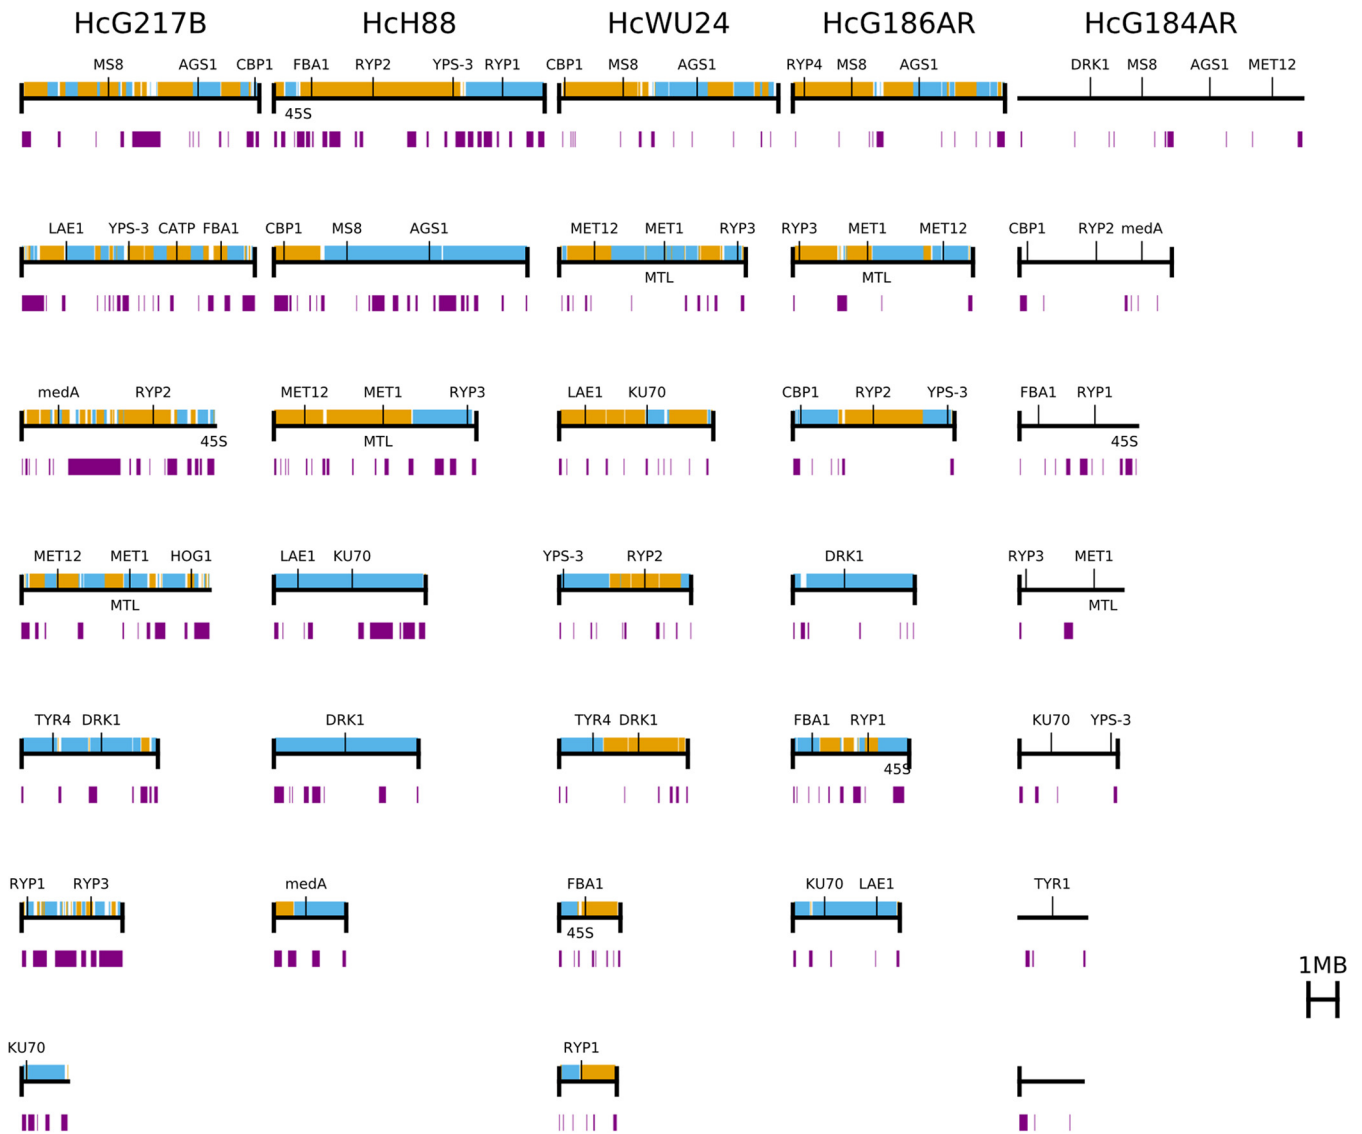 HcG217B HcH88 HcWU24 HcG186AR HcG184AR
MS8 AGS1 CBP1 FBA1 RYP2 YPS-3 RYP1 CBP1 MS8 AGS1 RYP4 MS8 AGS1 DRK1 MS8 AGS1 MET12
45S
LAE1 YPS-3 CATP FBA1 CBP1 MS8 AGS1 MET12 MET1 RYP3 RYP3 MET1 MET12 CBP1 RYP2 medA
MTL MTL
medA RYP2 MET12 MET1 RYP3 LAE1 KU70 CBP1 RYP2 YPS-3 FBA1 RYP1
45S MTL 45S
MET12 MET1 HOG1 LAE1 KU70 YPS-3 RYP2 DRK1 RYP3 MET1
MTL MTL
TYR4 DRK1 DRK1 TYR4 DRK1 FBA1 RYP1 KU70 YPS-3
45S
RYP1 RYP3 medA FBA1 KU70 LAE1 TYR1
45S
1MB
KU70 RYP1